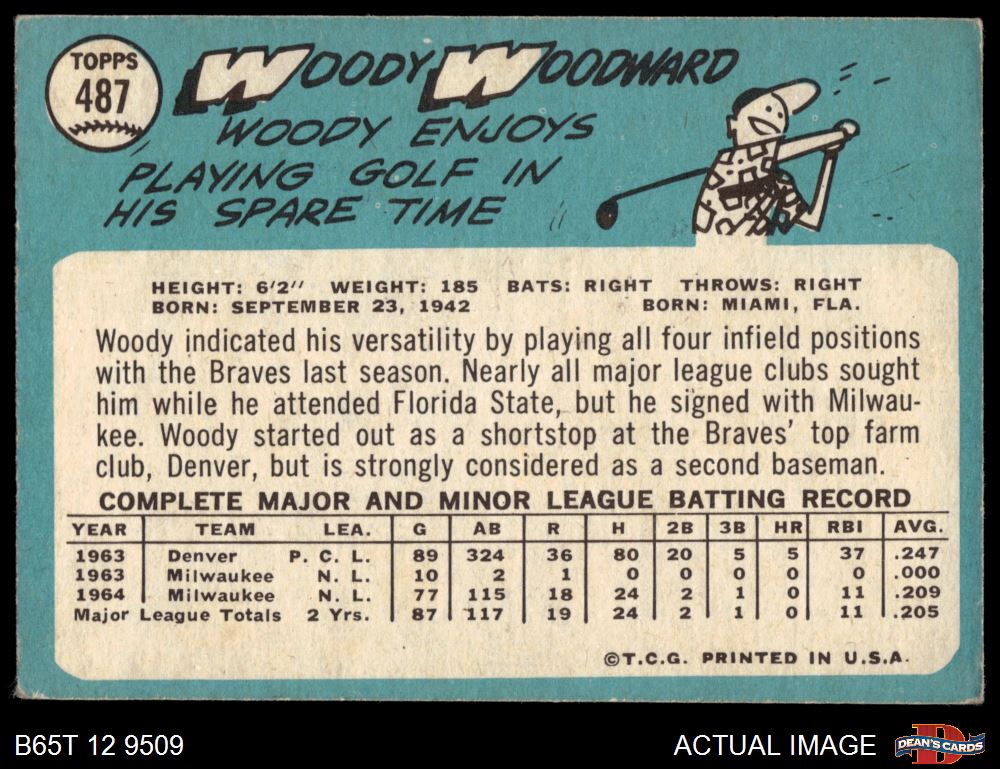 TOPPS
487
WOODY WOODWARD
WOODY ENJOYS
PLAYING GOLF IN
HIS SPARE TIME
HEIGHT: 6'2" WEIGHT: 185 BATS: RIGHT THROWS: RIGHT
BORN: SEPTEMBER 23, 1942 BORN: MIAMI, FLA.
Woody indicated his versatility by playing all four infield positions
with the Braves last season. Nearly all major league clubs sought
him while he attended Florida State, but he signed with Milwau-
kee. Woody started out as a shortstop at the Braves' top farm
club, Denver, but is strongly considered as a second baseman.
COMPLETE MAJOR AND MINOR LEAGUE BATTING RECORD
YEAR TEAM LEA. G AB R H 2B 3B HR RBI AVG.
1963 Denver P. C. L. 89 324 36 80 20 5 5 37 .247
1963 Milwaukee N. L. 10 2 1 0 0 0 0 0 .000
1964 Milwaukee N. L. 77 115 18 24 2 1 0 11 .209
Major League Totals 2 Yrs. 87 117 19 24 2 1 0 11 .205
©T.C.G. PRINTED IN U.S.A.
B65T 12 9509
ACTUAL IMAGE
D
DEAN'S CARDS